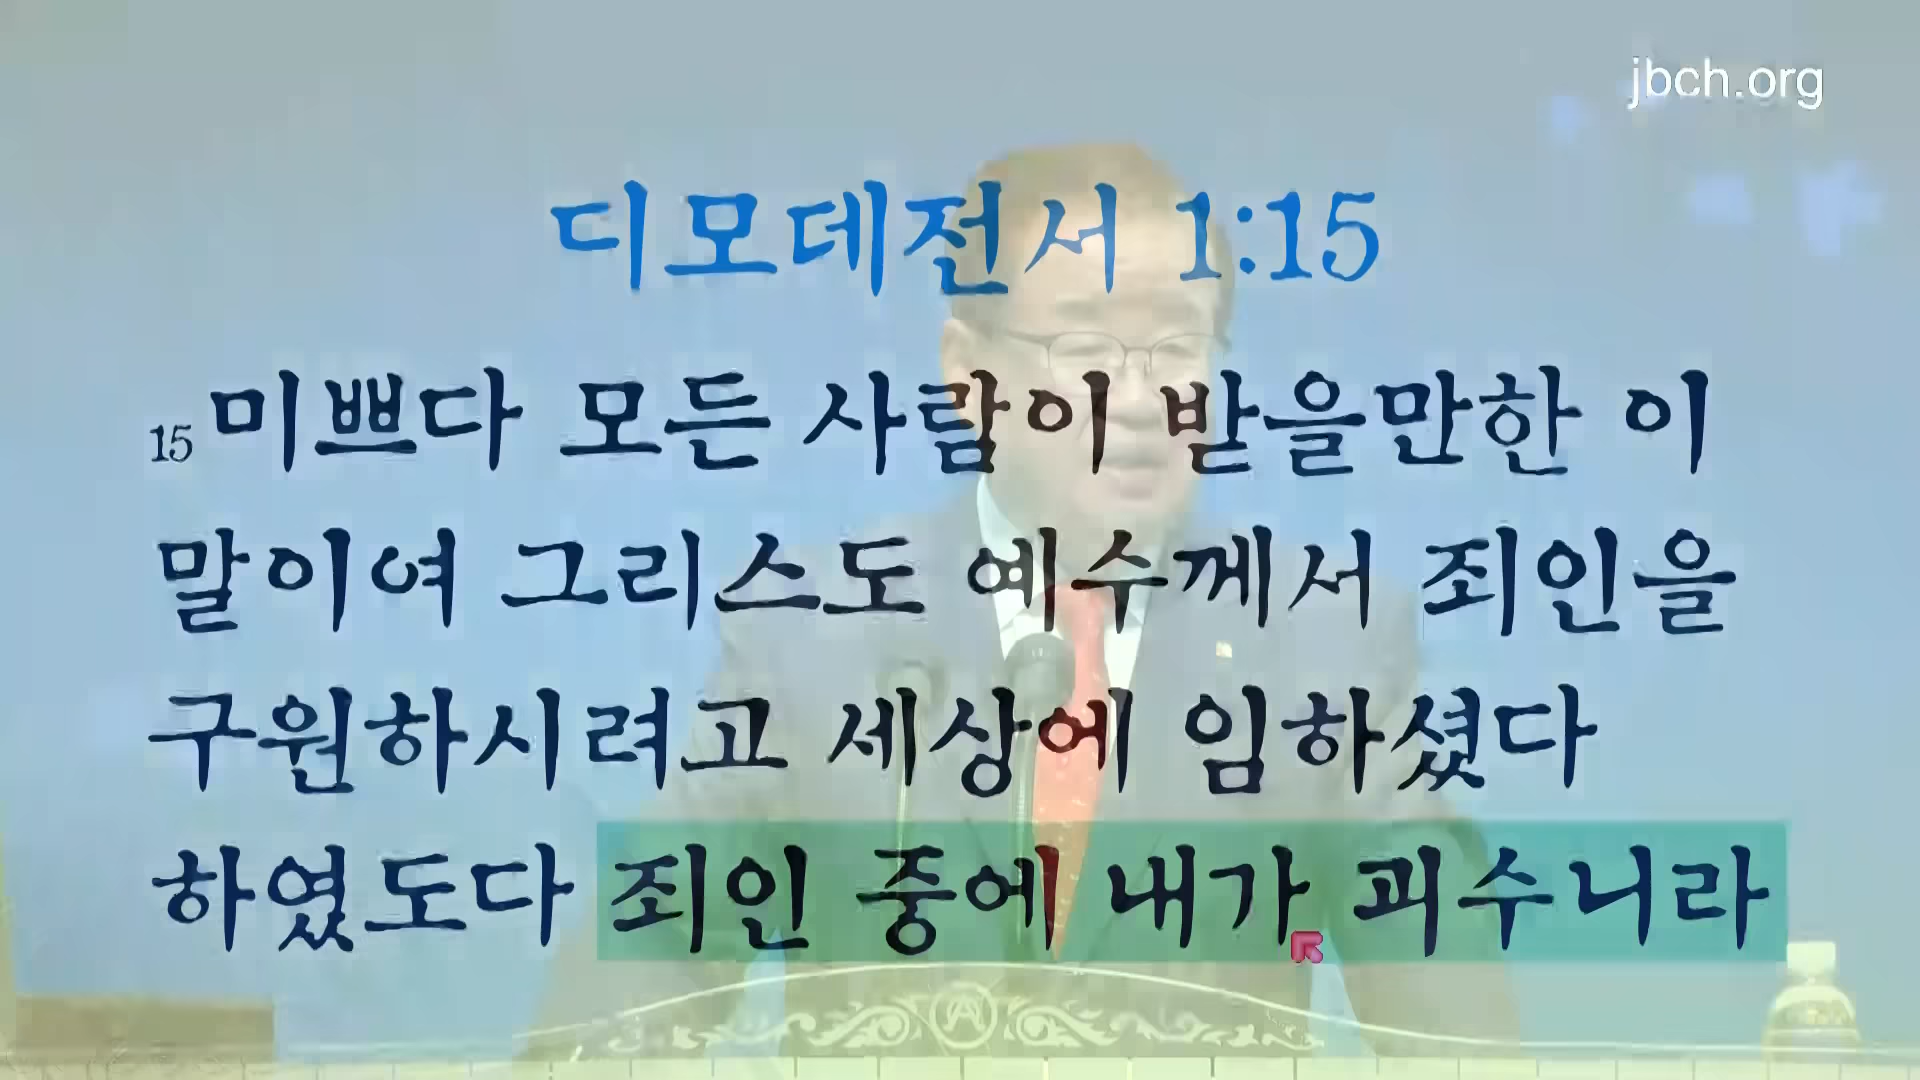 jbch.org
디모데전서 1:15
15 미쁘다 모든 사람이 받을만한 이
말이여 그리스도 예수께서 죄인을
구원하시려고 세상에 임하셨다
하였도다 죄인 중에 내가 괴수니라